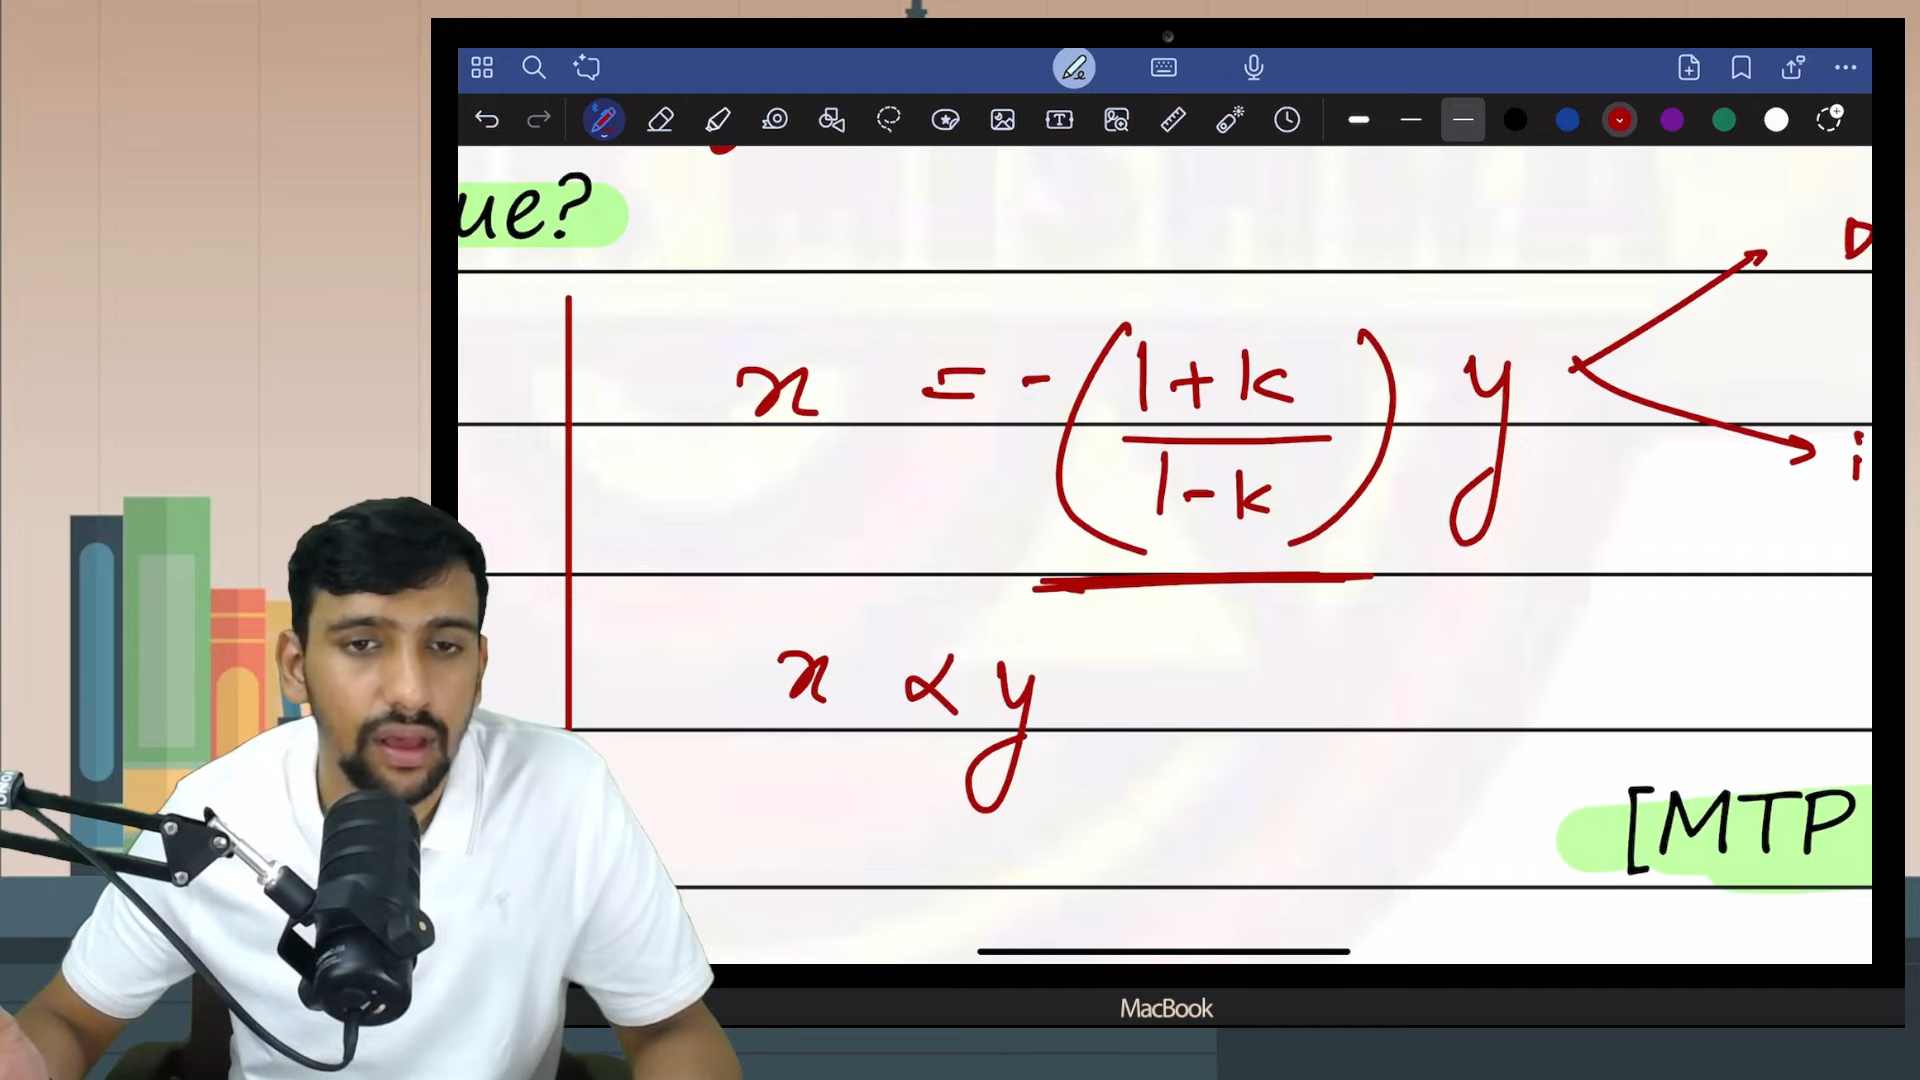 ue?
D
x = - (1+k / 1-k) y
i
x ∝ y
[MTP
MacBook